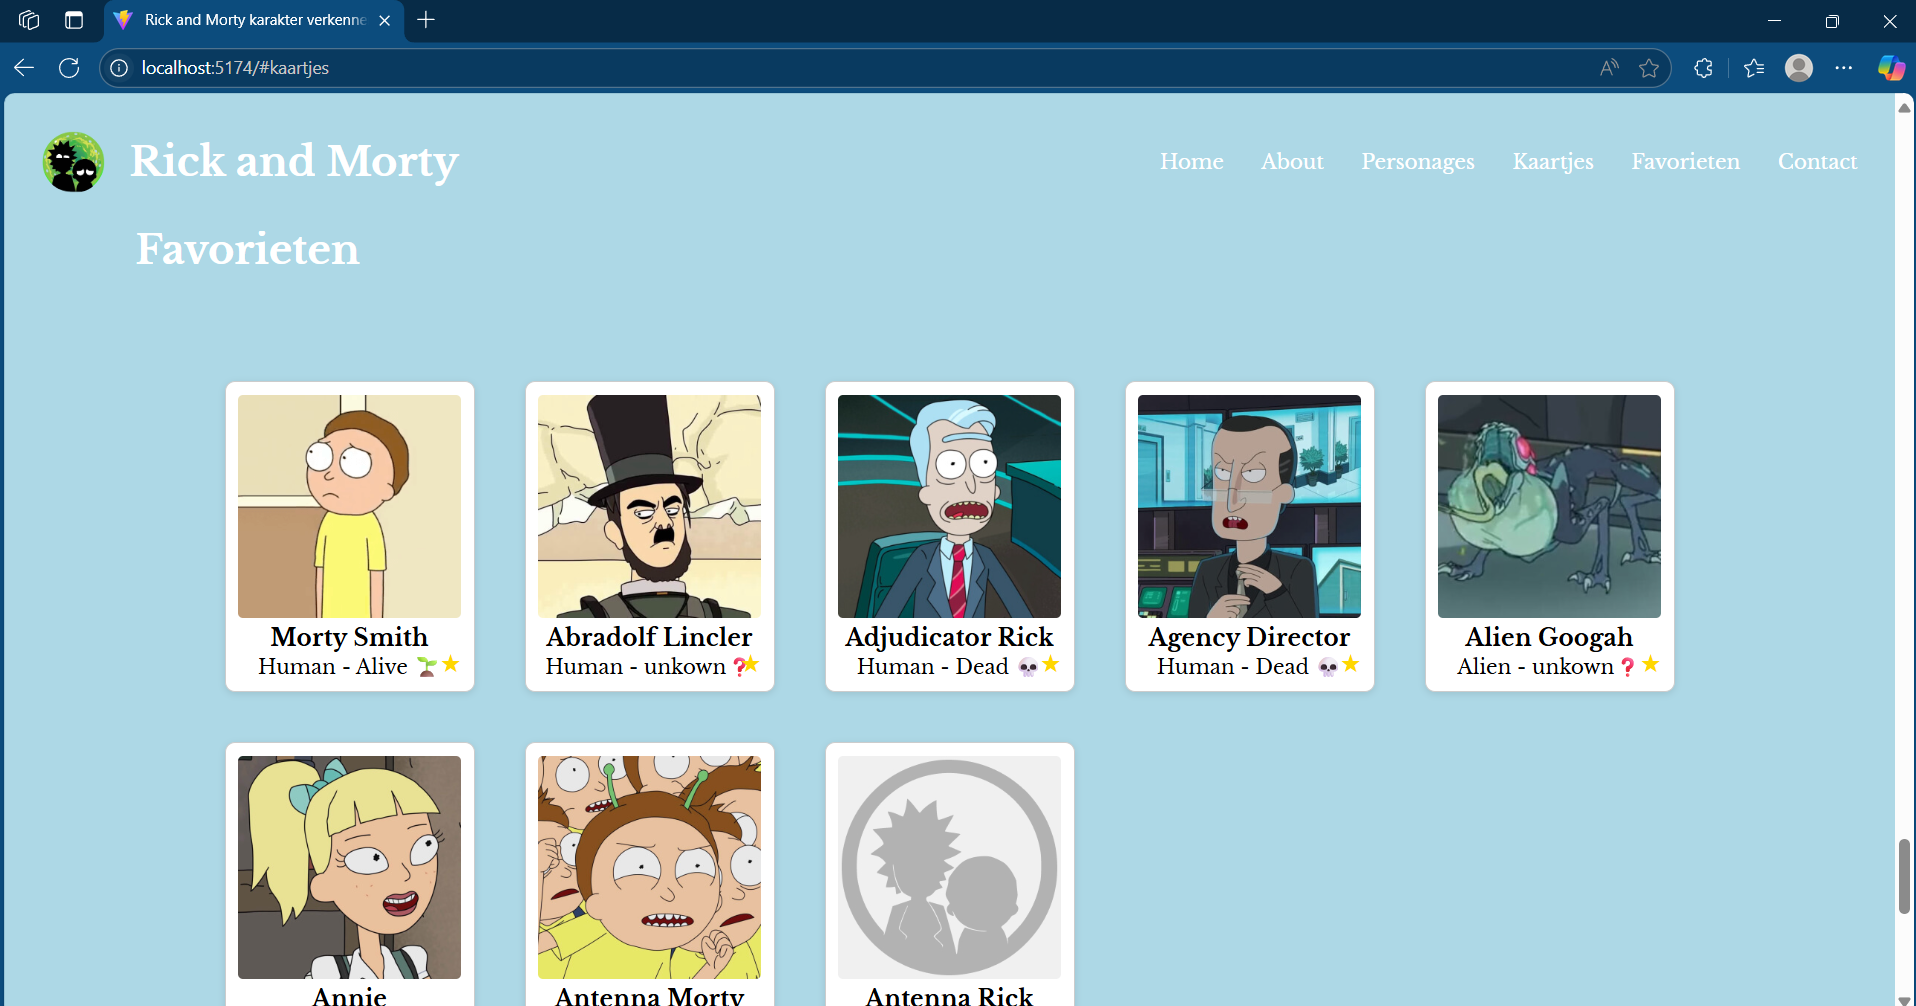 Rick and Morty karakter verkenne
localhost:5174/#kaartjes
Rick and Morty
Home About Personages Kaartjes Favorieten Contact
Favorieten
Morty Smith
Human - Alive 🌱⭐
Abradolf Lincler
Human - unkown ❓⭐
Adjudicator Rick
Human - Dead 💀⭐
Agency Director
Human - Dead 💀⭐
Alien Googah
Alien - unkown ❓⭐
Annie
Antenna Morty
Antenna Rick